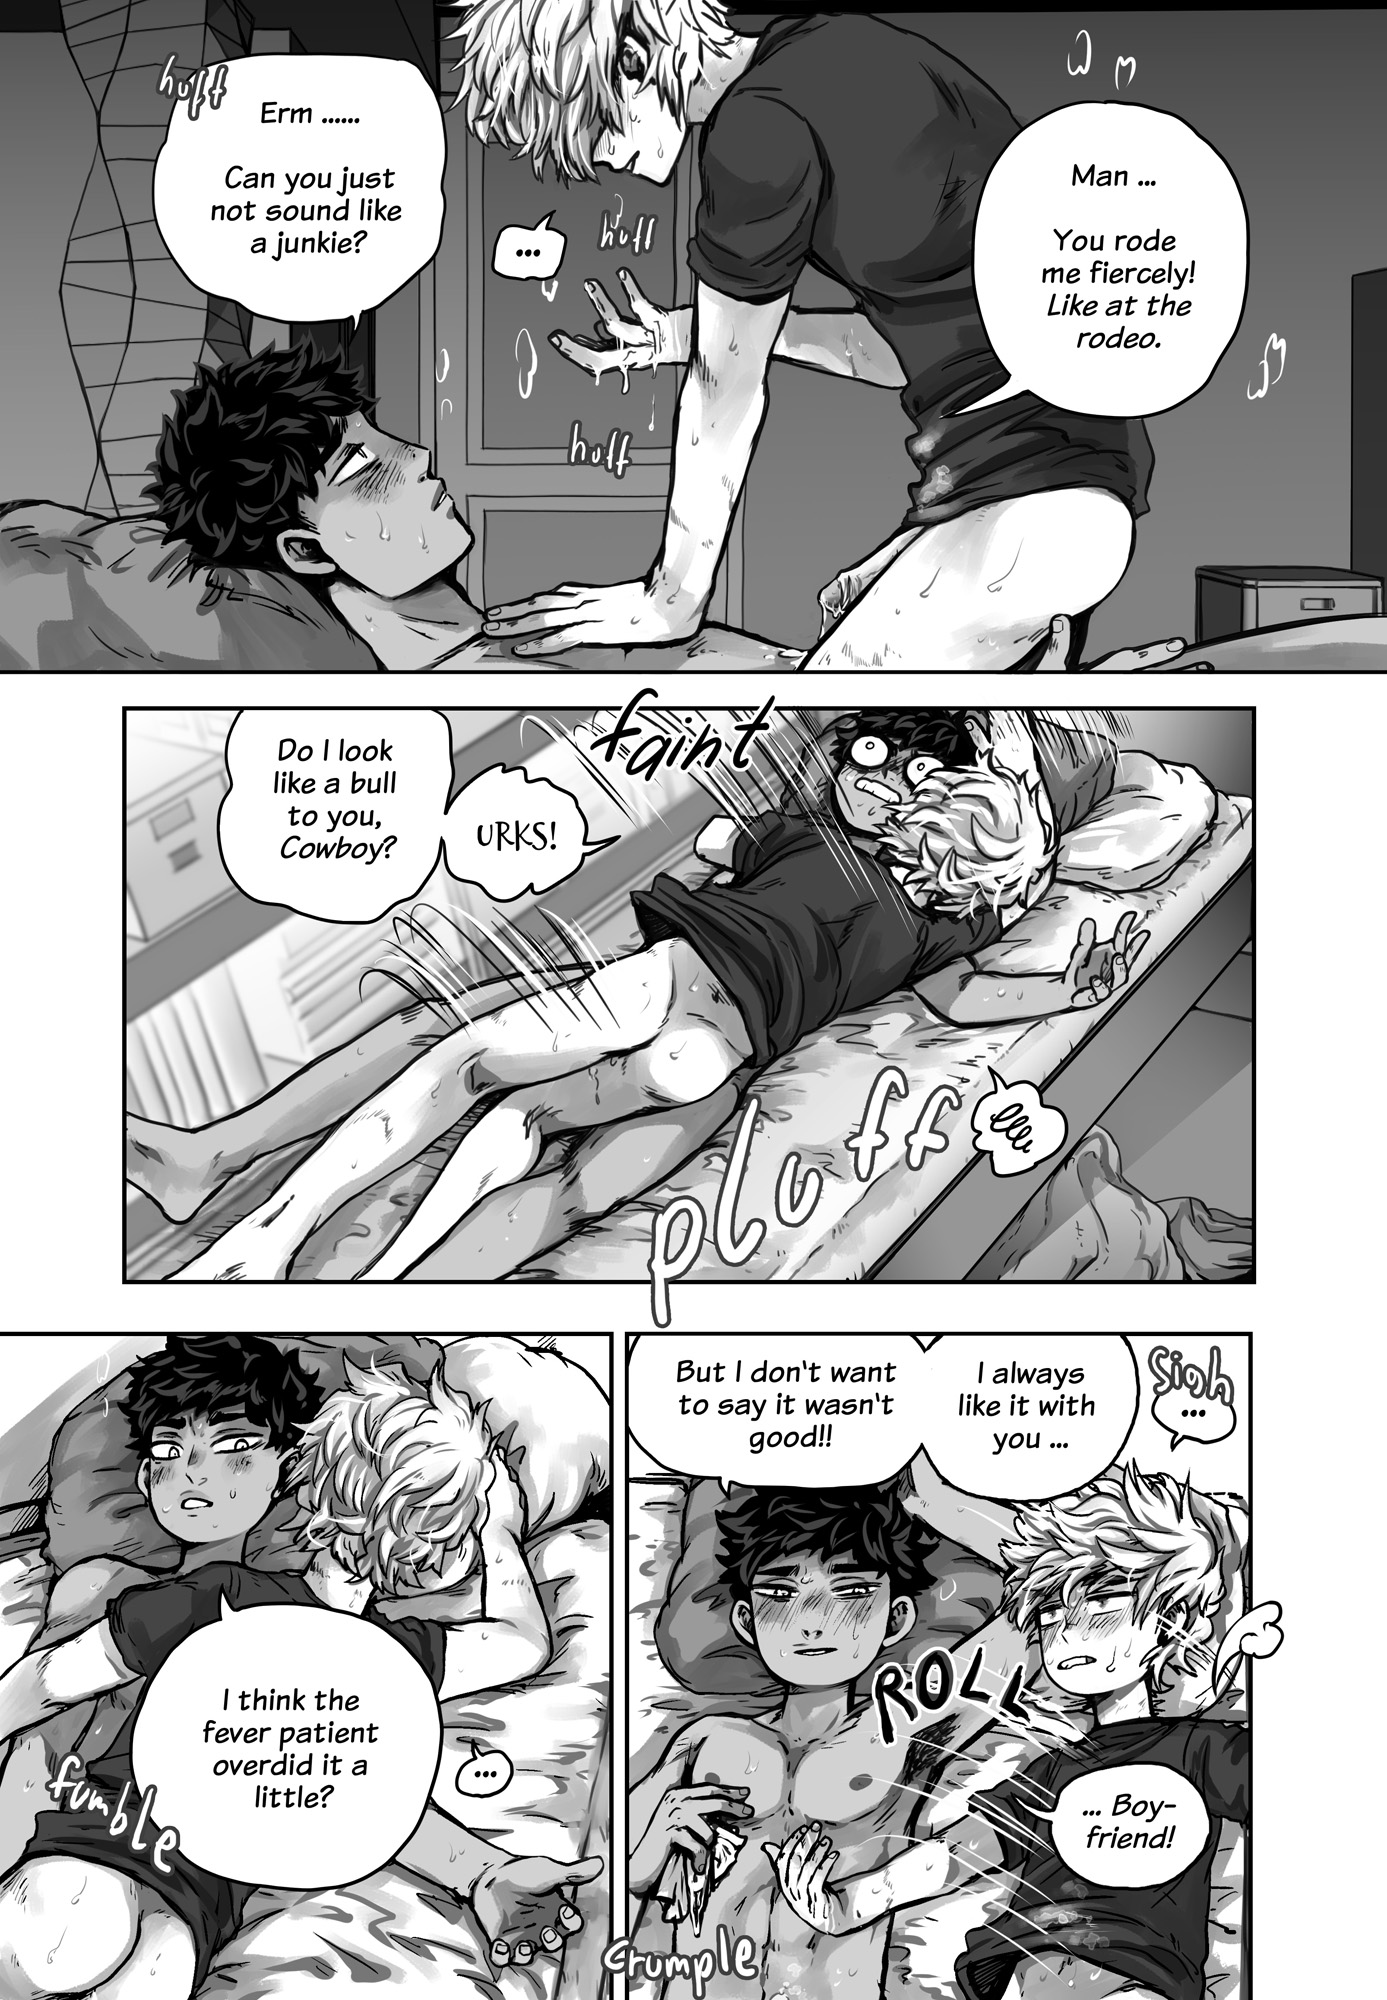 huff
Erm ......
Can you just
not sound like
a junkie?
...
huff
huff
Man ...
You rode
me fiercely!
Like at the
rodeo.
faint
Do I look
like a bull
to you,
Cowboy?
URKS!
pluff
I think the
fever patient
overdid it a
little?
...
fumble
But I don't want
to say it wasn't
good!!
I always
like it with
you ...
Sigh
...
ROLL
... Boy-
friend!
Crumple